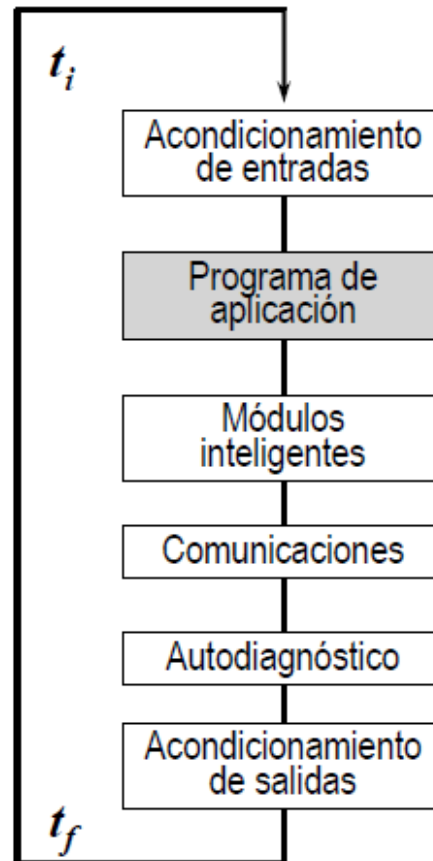 t_i
Acondicionamiento
de entradas
Programa de
aplicación
Módulos
inteligentes
Comunicaciones
Autodiagnóstico
Acondicionamiento
de salidas
t_f